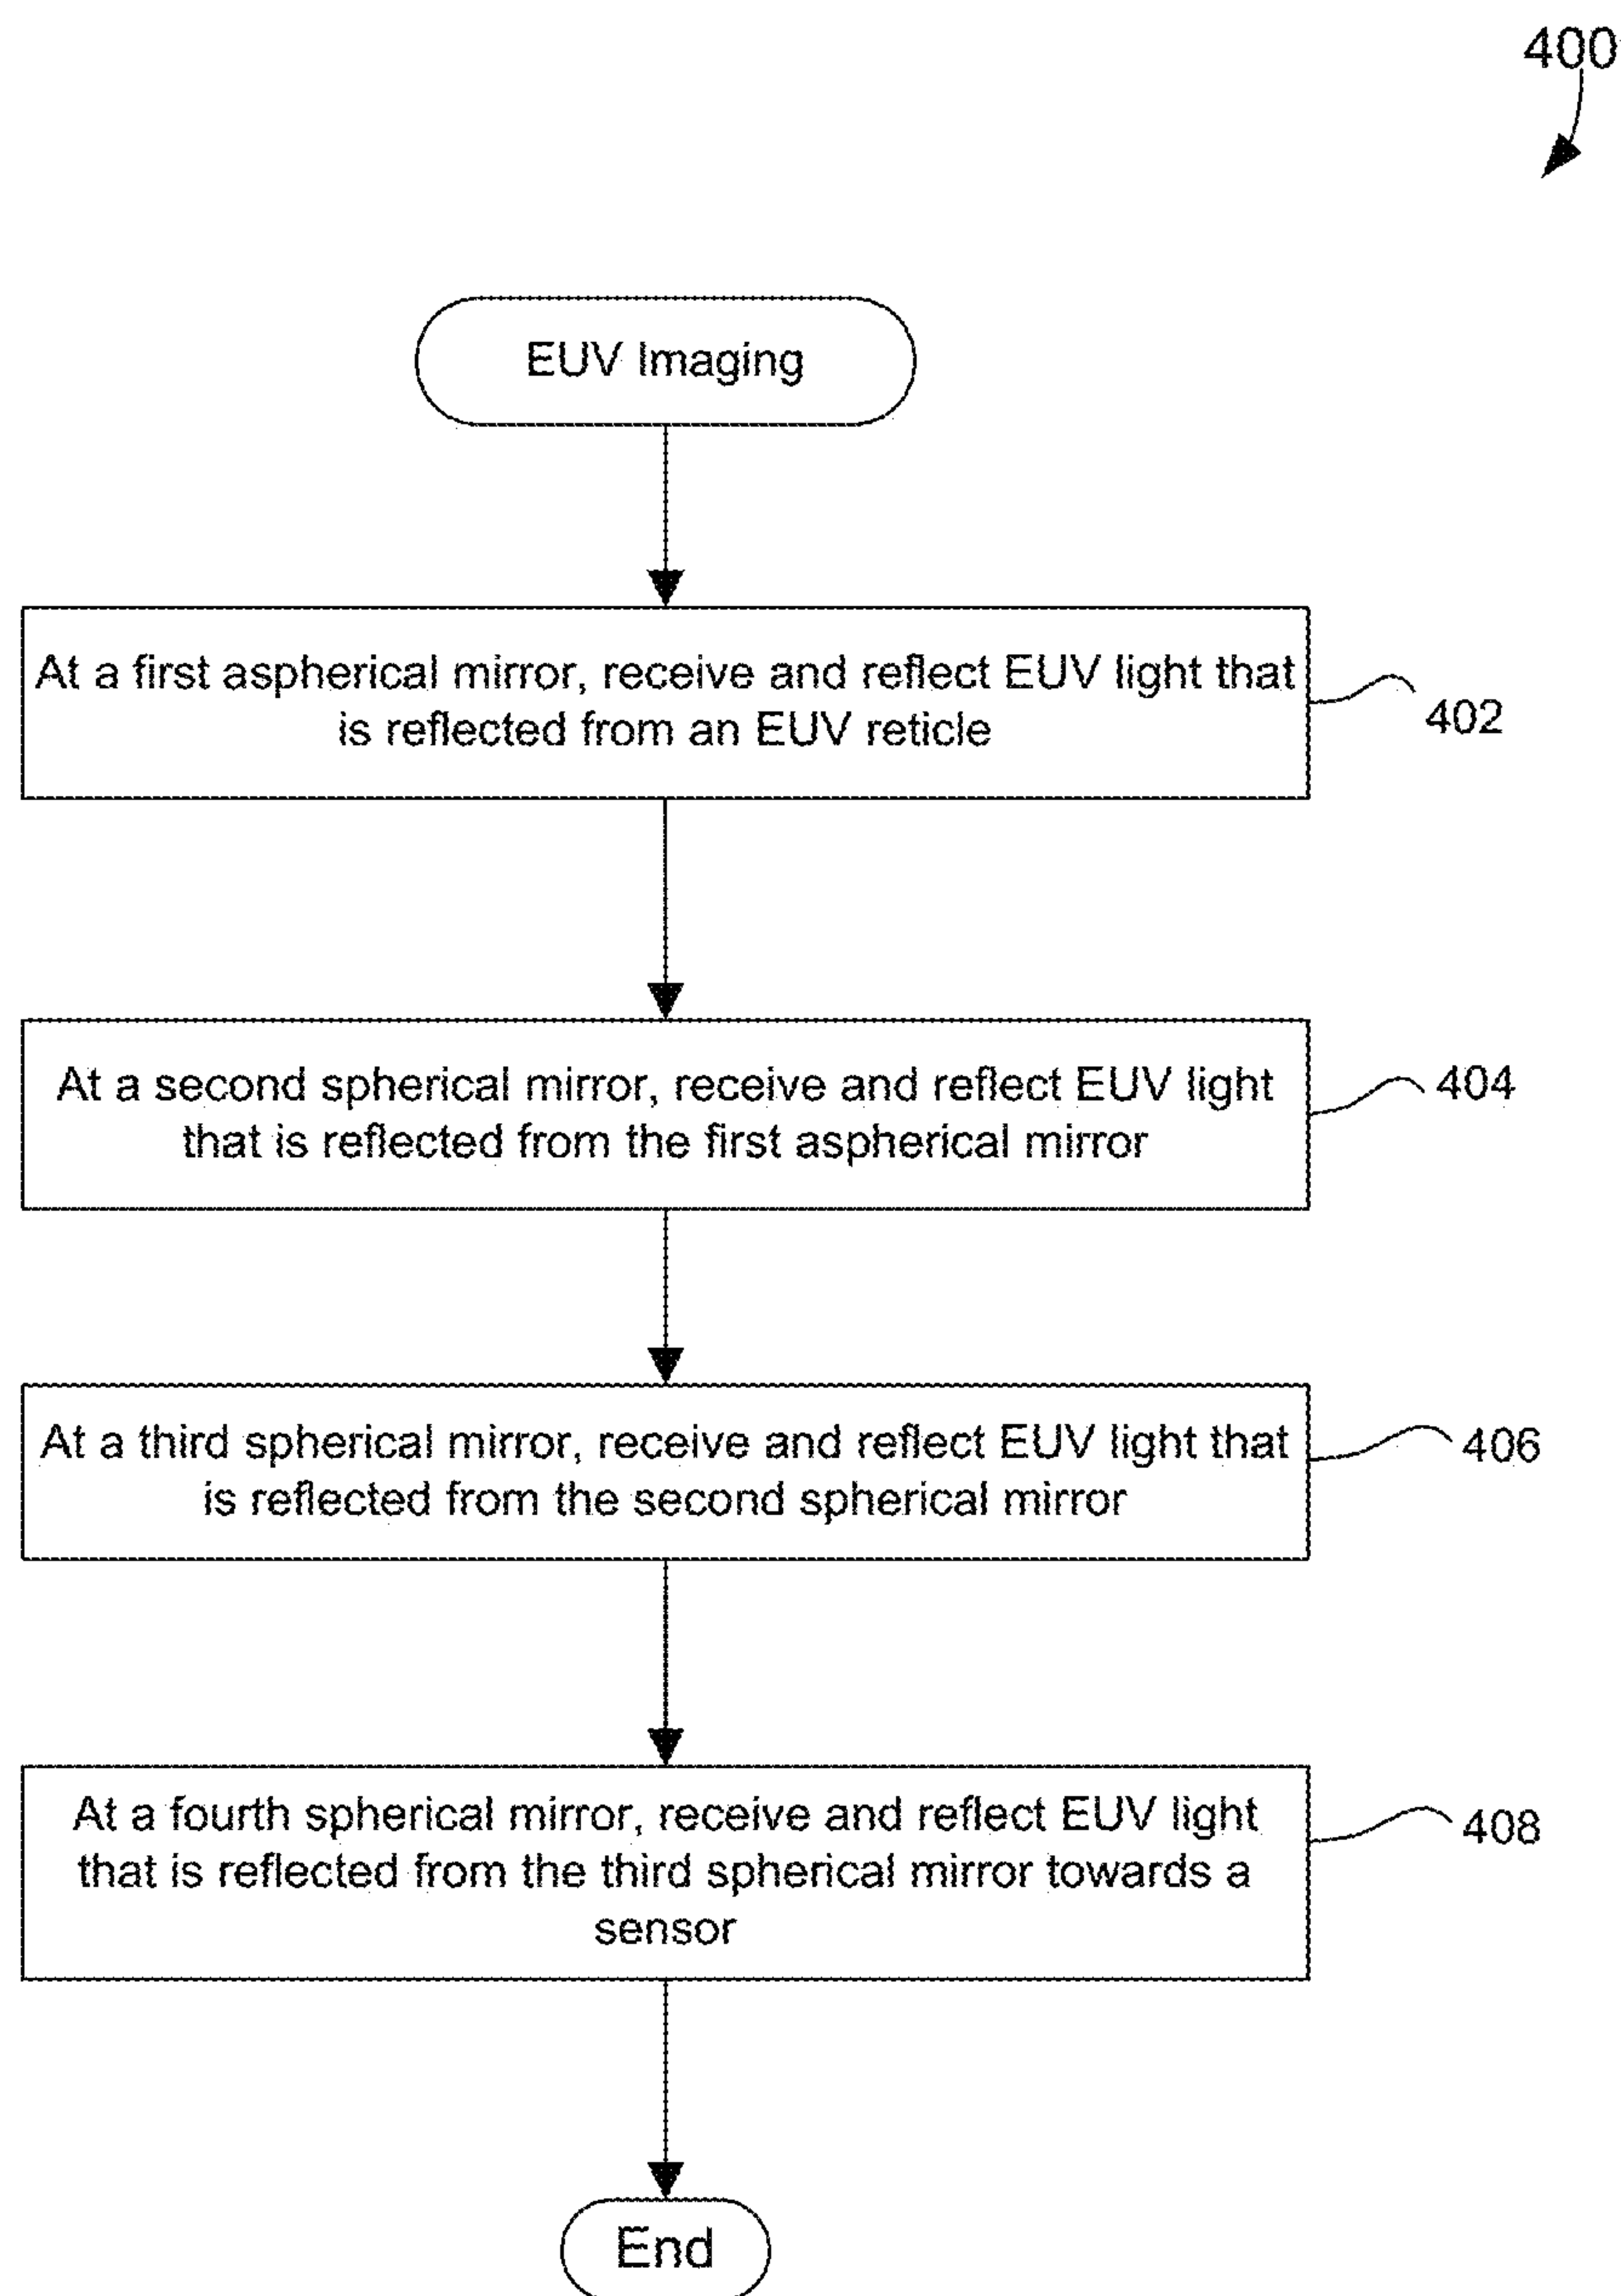 400
EUV Imaging
At a first aspherical mirror, receive and reflect EUV light that
is reflected from an EUV reticle
402
At a second spherical mirror, receive and reflect EUV light
that is reflected from the first aspherical mirror
404
At a third spherical mirror, receive and reflect EUV light that
is reflected from the second spherical mirror
406
At a fourth spherical mirror, receive and reflect EUV light
that is reflected from the third spherical mirror towards a
sensor
408
End